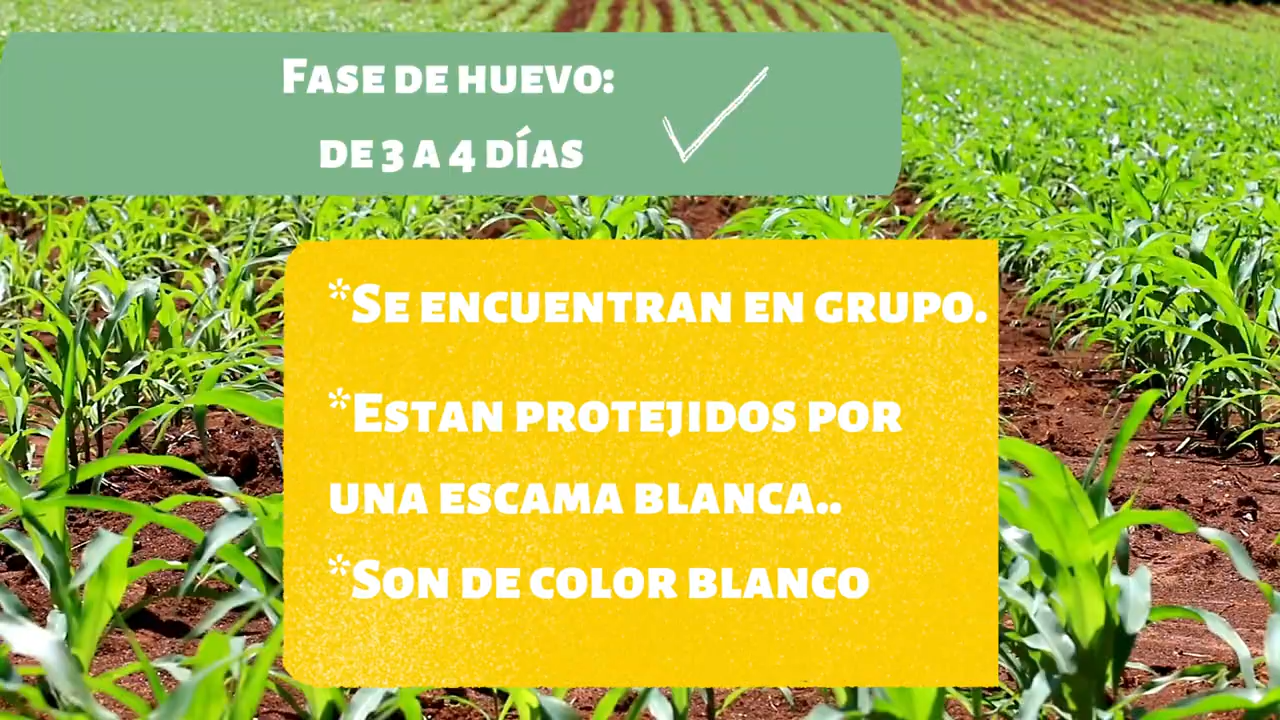 Fase de huevo:
de 3 a 4 días
*Se encuentran en grupo.
*Estan protejidos por
una escama blanca..
*Son de color blanco